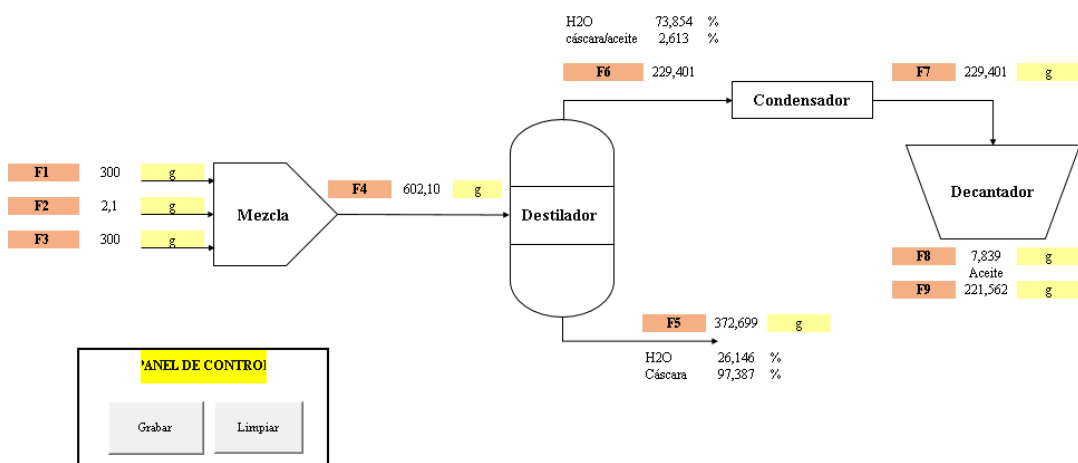 H2O 73,854 %
cáscara/aceite 2,613 %
F6 229,401
F7 229,401 g
Condensador
F1 300 g
F2 2,1 g
F3 300 g
Mezcla
F4 602,10 g
Destilador
Decantador
F8 7,839 g
Aceite
F9 221,562 g
F5 372,699 g
H2O 26,146 %
Cáscara 97,387 %
PANEL DE CONTROL
Grabar Limpiar